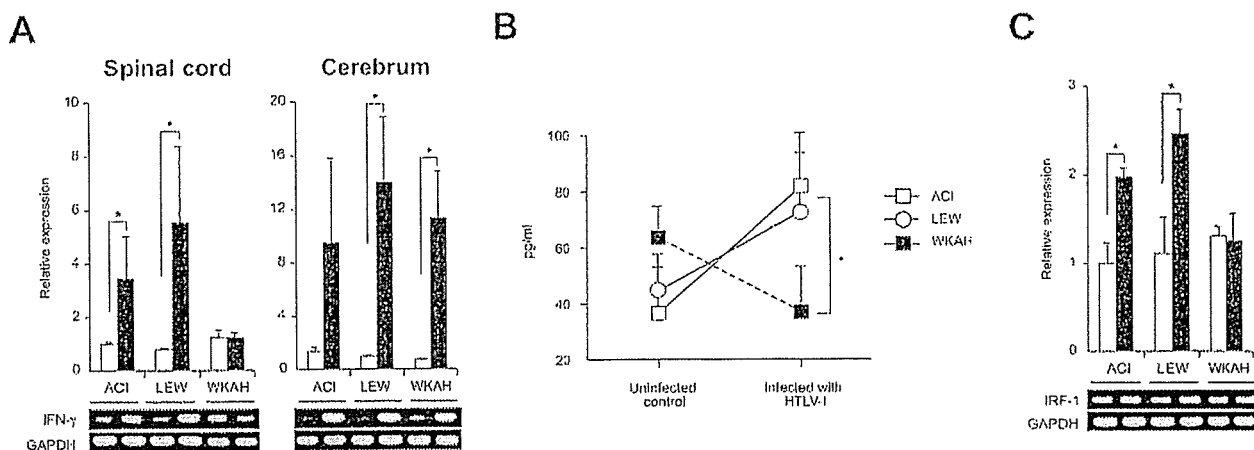 A
Spinal cord
Cerebrum
Relative expression
10
8
6
4
2
0
20
16
12
8
4
0
*
*
*
*
ACI LEW WKAH
ACI LEW WKAH
IFN-γ
GAPDH
B
pg/ml
100
80
60
40
20
*
Uninfected
control
Infected with
HTLV-I
ACI
LEW
WKAH
C
Relative expression
3
2
1
0
*
*
ACI LEW WKAH
IRF-1
GAPDH